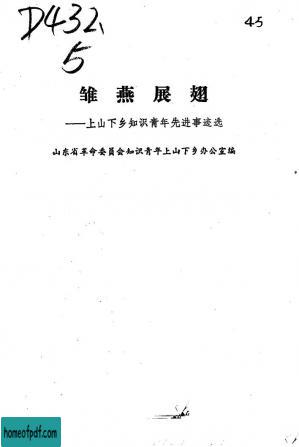 D432.
5
45
雏燕展翅
——上山下乡知识青年先进事迹选
山东省革命委员会知识青年上山下乡办公室编
homeofpdf.com